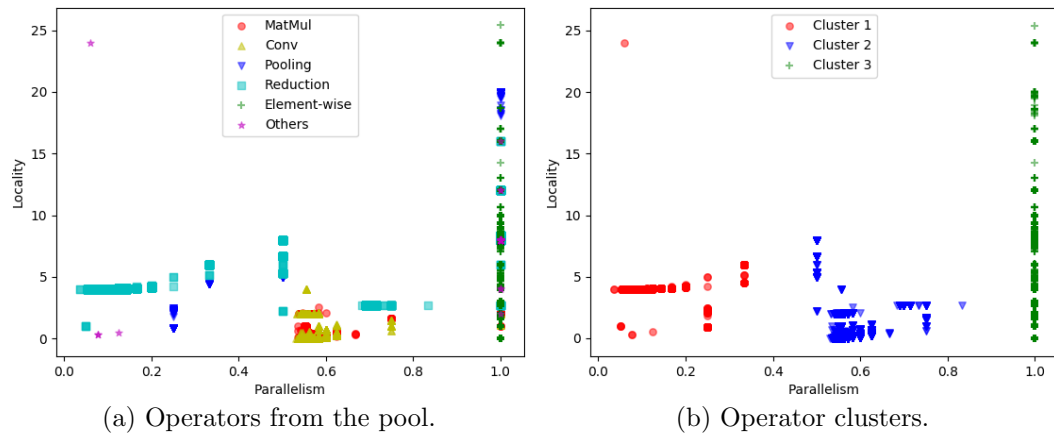 25
20
15
10
5
0
Locality
MatMul
Conv
Pooling
Reduction
Element-wise
Others
0.0 0.2 0.4 0.6 0.8 1.0
Parallelism
(a) Operators from the pool.
25
20
15
10
5
0
Locality
Cluster 1
Cluster 2
Cluster 3
0.0 0.2 0.4 0.6 0.8 1.0
Parallelism
(b) Operator clusters.